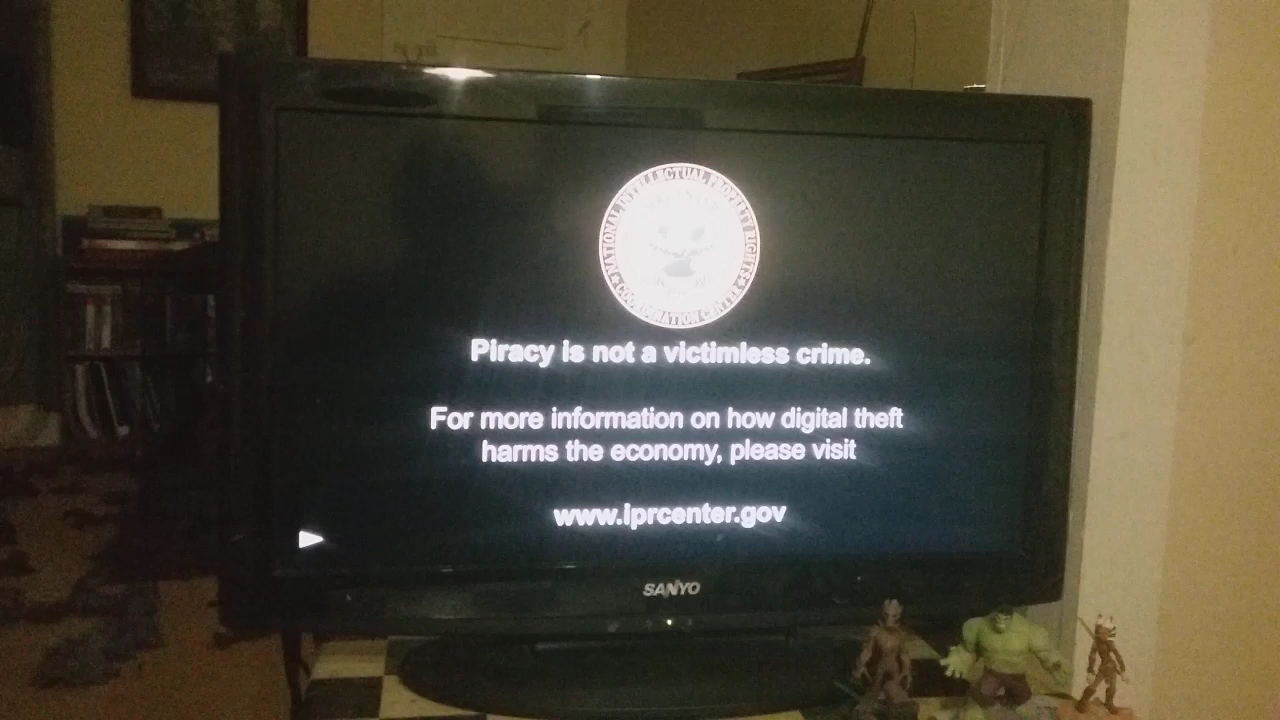 NATIONAL INTELLECTUAL PROPERTY RIGHTS
COORDINATION CENTER
Piracy is not a victimless crime.
For more information on how digital theft
harms the economy, please visit
www.iprcenter.gov
SANYO